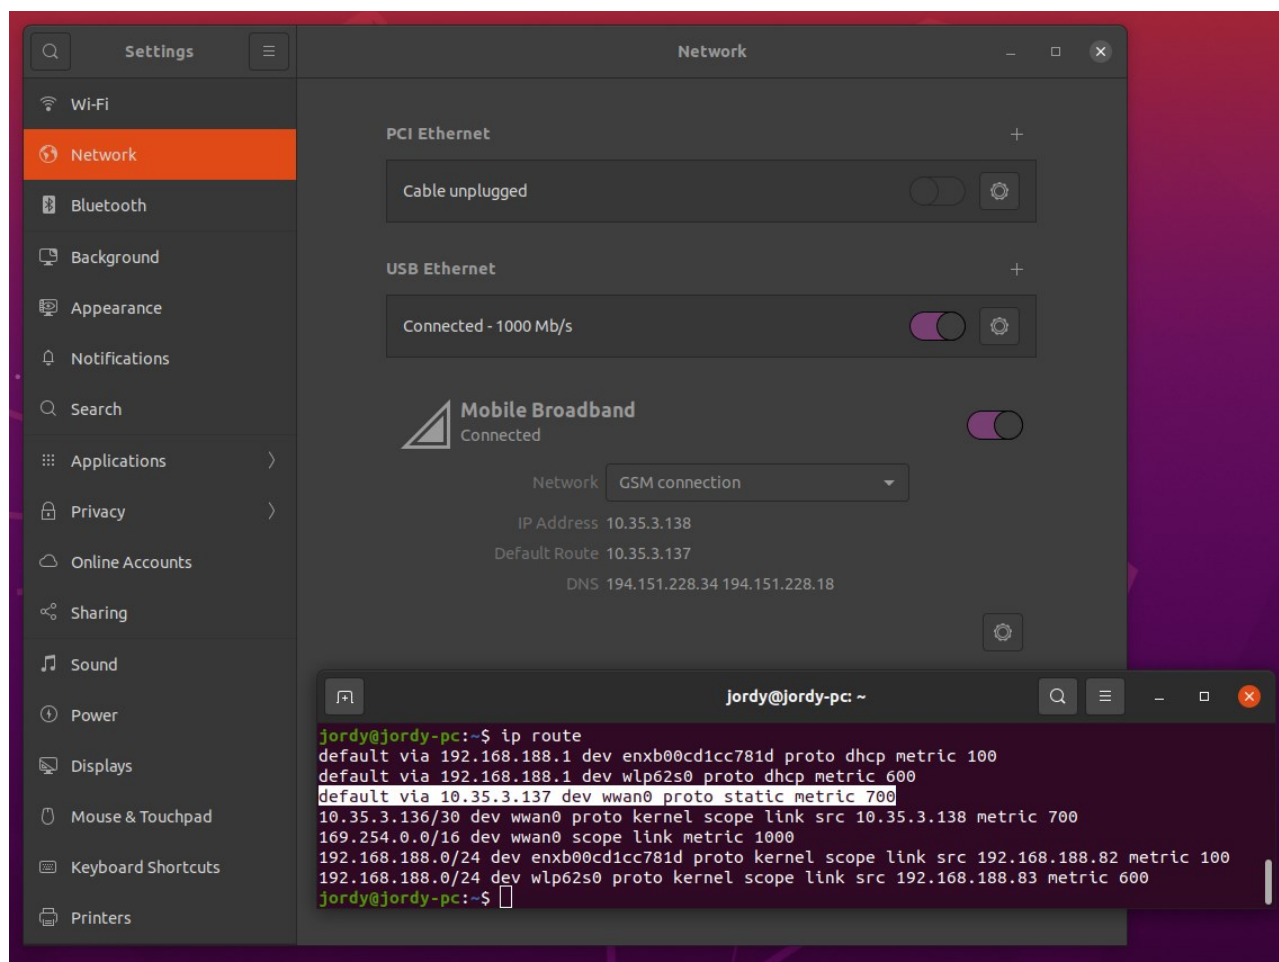 Settings
Network
Wi-Fi
Network
Bluetooth
Background
Appearance
Notifications
Search
Applications
Privacy
Online Accounts
Sharing
Sound
Power
Displays
Mouse & Touchpad
Keyboard Shortcuts
Printers
PCI Ethernet
Cable unplugged
USB Ethernet
Connected - 1000 Mb/s
Mobile Broadband
Connected
Network GSM connection
IP Address 10.35.3.138
Default Route 10.35.3.137
DNS 194.151.228.34 194.151.228.18
jordy@jordy-pc: ~
jordy@jordy-pc:~$ ip route
default via 192.168.188.1 dev enxb00cd1cc781d proto dhcp metric 100
default via 192.168.188.1 dev wlp62s0 proto dhcp metric 600
default via 10.35.3.137 dev wwan0 proto static metric 700
10.35.3.136/30 dev wwan0 proto kernel scope link src 10.35.3.138 metric 700
169.254.0.0/16 dev wwan0 scope link metric 1000
192.168.188.0/24 dev enxb00cd1cc781d proto kernel scope link src 192.168.188.82 metric 100
192.168.188.0/24 dev wlp62s0 proto kernel scope link src 192.168.188.83 metric 600
jordy@jordy-pc:~$